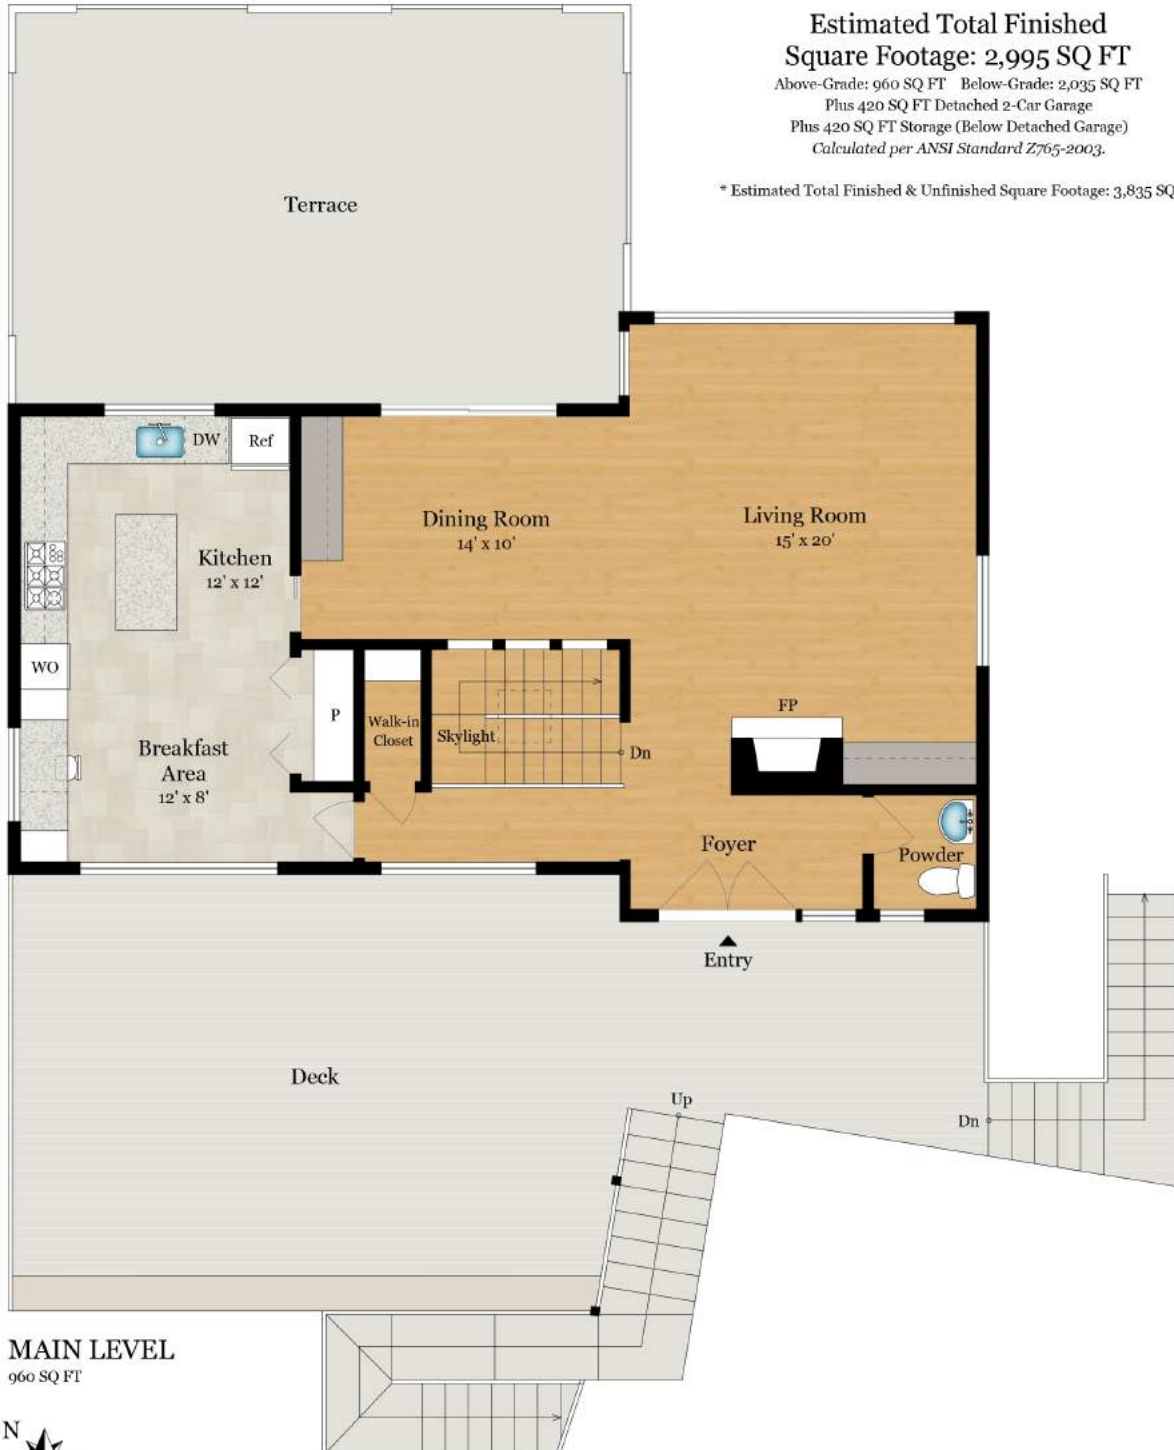 Estimated Total Finished
Square Footage: 2,995 SQ FT
Above-Grade: 960 SQ FT Below-Grade: 2,035 SQ FT
Plus 420 SQ FT Detached 2-Car Garage
Plus 420 SQ FT Storage (Below Detached Garage)
Calculated per ANSI Standard Z765-2003.
* Estimated Total Finished & Unfinished Square Footage: 3,835 SQ
Terrace
DW
Ref
Kitchen
12' x 12'
Dining Room
14' x 10'
Living Room
15' x 20'
WO
P
Walk-in
Closet
Skylight
Dn
FP
Breakfast
Area
12' x 8'
Foyer
Powder
Entry
Deck
Up
Dn
MAIN LEVEL
960 SQ FT
N